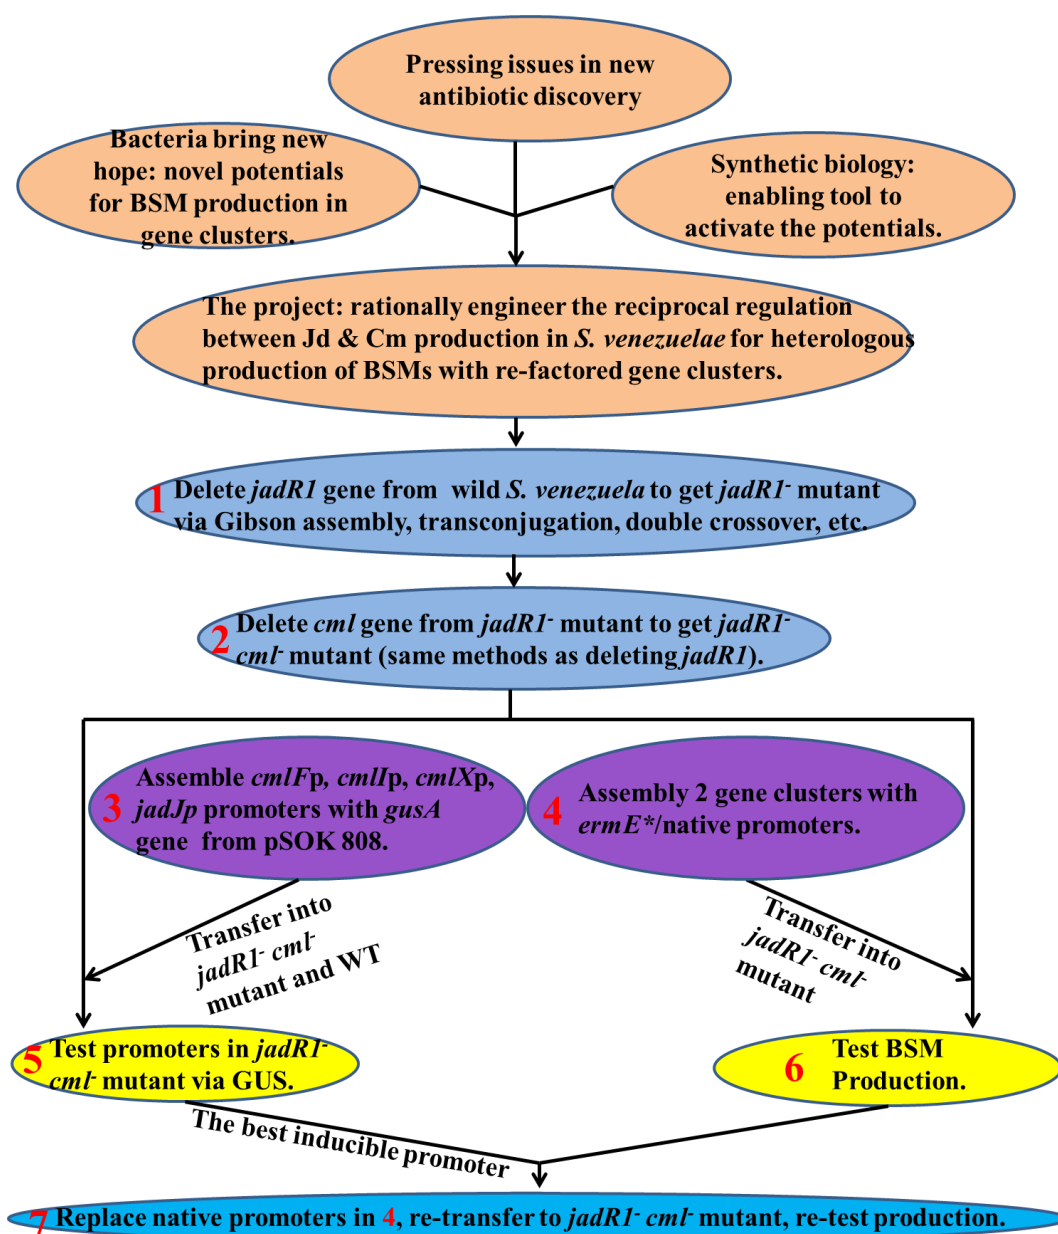 Pressing issues in new
antibiotic discovery
Bacteria bring new
hope: novel potentials
for BSM production in
gene clusters.
Synthetic biology:
enabling tool to
activate the potentials.
The project: rationally engineer the reciprocal regulation
between Jd & Cm production in S. venezuelae for heterologous
production of BSMs with re-factored gene clusters.
1 Delete jadR1 gene from wild S. venezuela to get jadR1- mutant
via Gibson assembly, transconjugation, double crossover, etc.
2 Delete cml gene from jadR1- mutant to get jadR1-
cml- mutant (same methods as deleting jadR1).
3 Assemble cmlFp, cmlIp, cmlXp,
jadJp promoters with gusA
gene from pSOK 808.
4 Assembly 2 gene clusters with
ermE*/native promoters.
Transfer into
jadR1- cml-
mutant and WT
Transfer into
jadR1- cml-
mutant
5 Test promoters in jadR1-
cml- mutant via GUS.
6 Test BSM
Production.
The best inducible promoter
7 Replace native promoters in 4, re-transfer to jadR1- cml- mutant, re-test production.